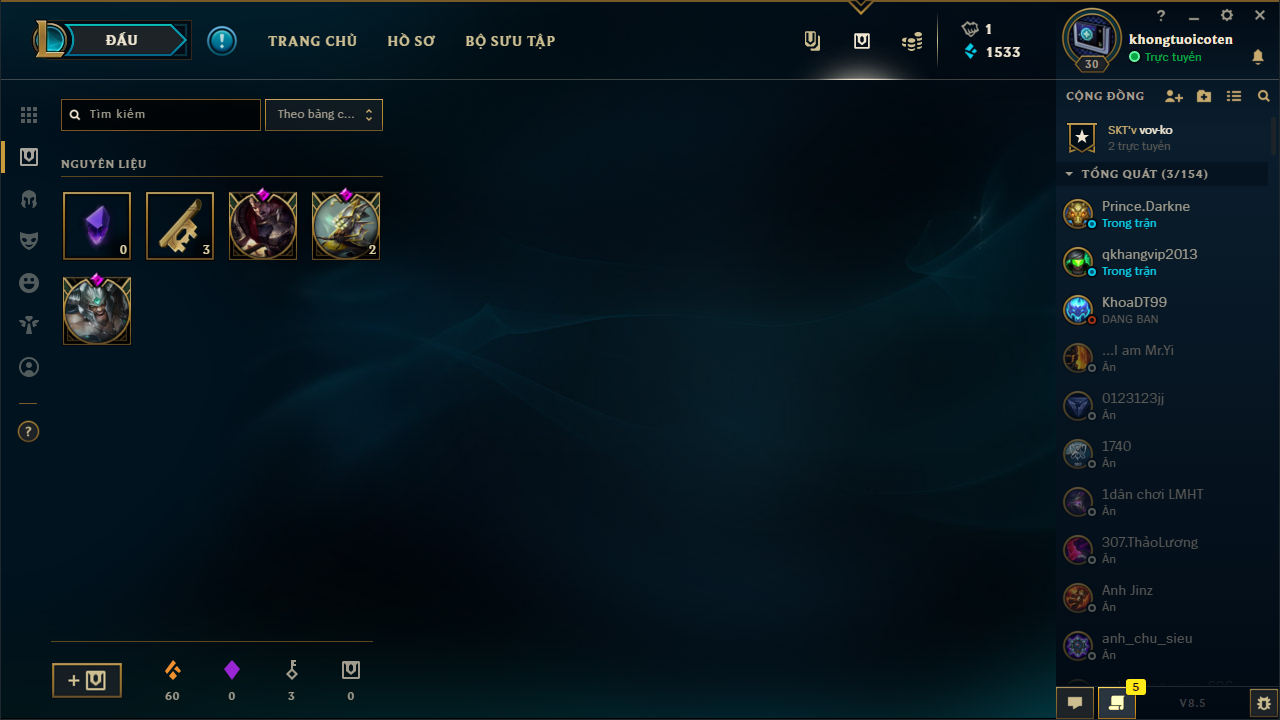 ĐẤU
TRANG CHỦ
HỒ SƠ
BỘ SƯU TẬP
1
1533
30
khongtuoicoten
Trực tuyến
CỘNG ĐỒNG
Tìm kiếm
Theo bảng c...
NGUYÊN LIỆU
0
3
2
SKT'v vov-ko
2 trực tuyến
TỔNG QUÁT (3/154)
Prince.Darkne
Trong trận
qkhangvip2013
Trong trận
KhoaDT99
DANG BAN
...I am Mr.Yi
Ẩn
0123123jj
Ẩn
1740
Ẩn
1dân chơi LMHT
Ẩn
307.ThảoLương
Ẩn
Anh Jinz
Ẩn
anh_chu_sieu
Ẩn
60
0
3
0
5
V8.5